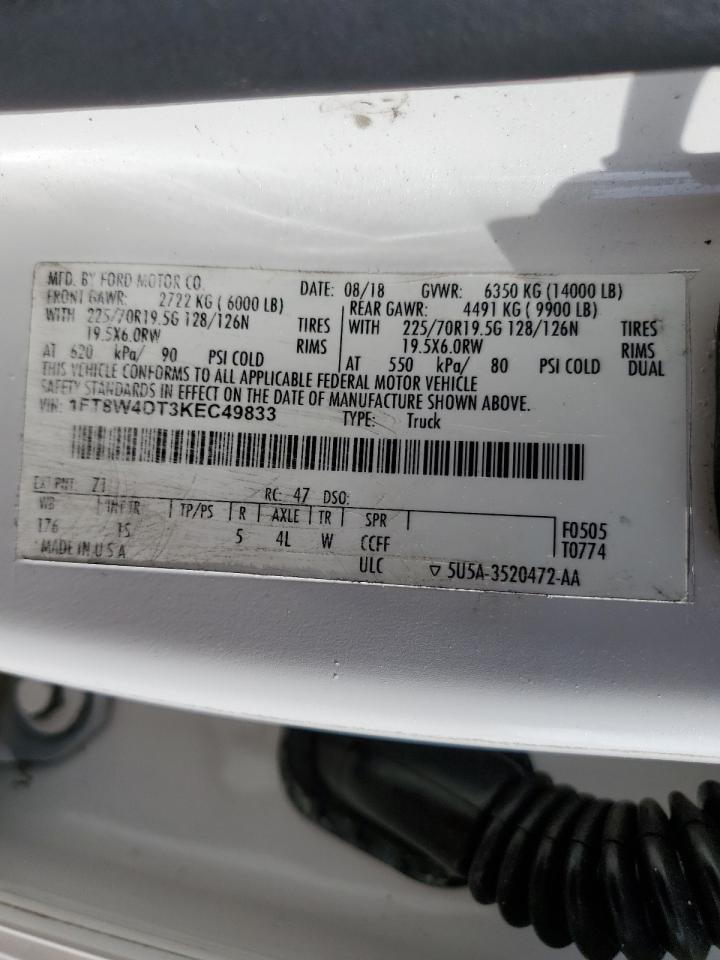 MFD. BY FORD MOTOR CO. DATE: 08/18 GVWR: 6350 KG (14000 LB)
FRONT GAWR: 2722 KG ( 6000 LB) REAR GAWR: 4491 KG ( 9900 LB)
WITH 225/70R19.5G 128/126N TIRES WITH 225/70R19.5G 128/126N TIRES
19.5X6.0RW RIMS 19.5X6.0RW RIMS
AT 620 kPa/ 90 PSI COLD AT 550 kPa/ 80 PSI COLD DUAL
THIS VEHICLE CONFORMS TO ALL APPLICABLE FEDERAL MOTOR VEHICLE
SAFETY STANDARDS IN EFFECT ON THE DATE OF MANUFACTURE SHOWN ABOVE.
VIN: 1FT8W4DT3KEC49833 TYPE: Truck
EXT PNT: Z1 RC: 47 DSO:
WB INT TR TP/PS R AXLE TR SPR F0505
176 1S 5 4L W CCFF T0774
MADE IN U S A ULC ▽ 5U5A-3520472-AA